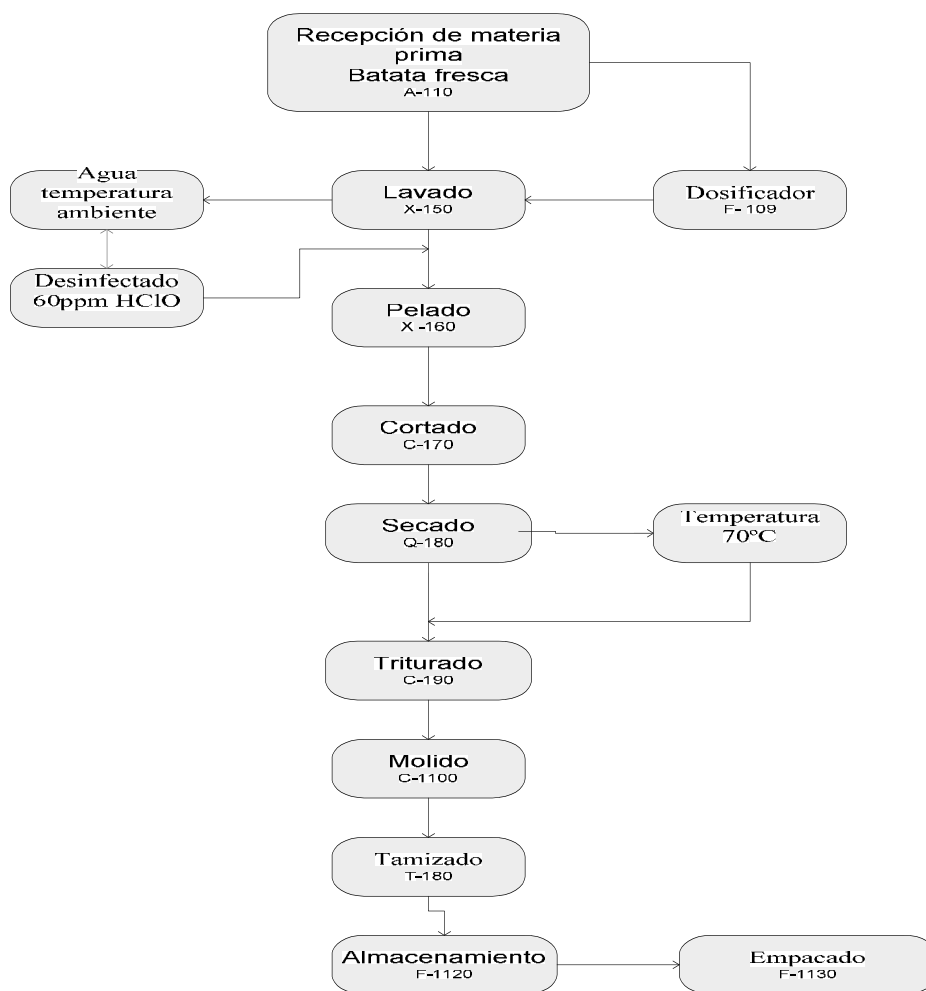 Recepción de materia
prima
Batata fresca
A-110
Agua
temperatura
ambiente
Lavado
X-150
Dosificador
F- 109
Desinfectado
60ppm HClO
Pelado
X -160
Cortado
C-170
Secado
Q-180
Temperatura
70°C
Triturado
C-190
Molido
C-1100
Tamizado
T-180
Almacenamiento
F-1120
Empacado
F-1130